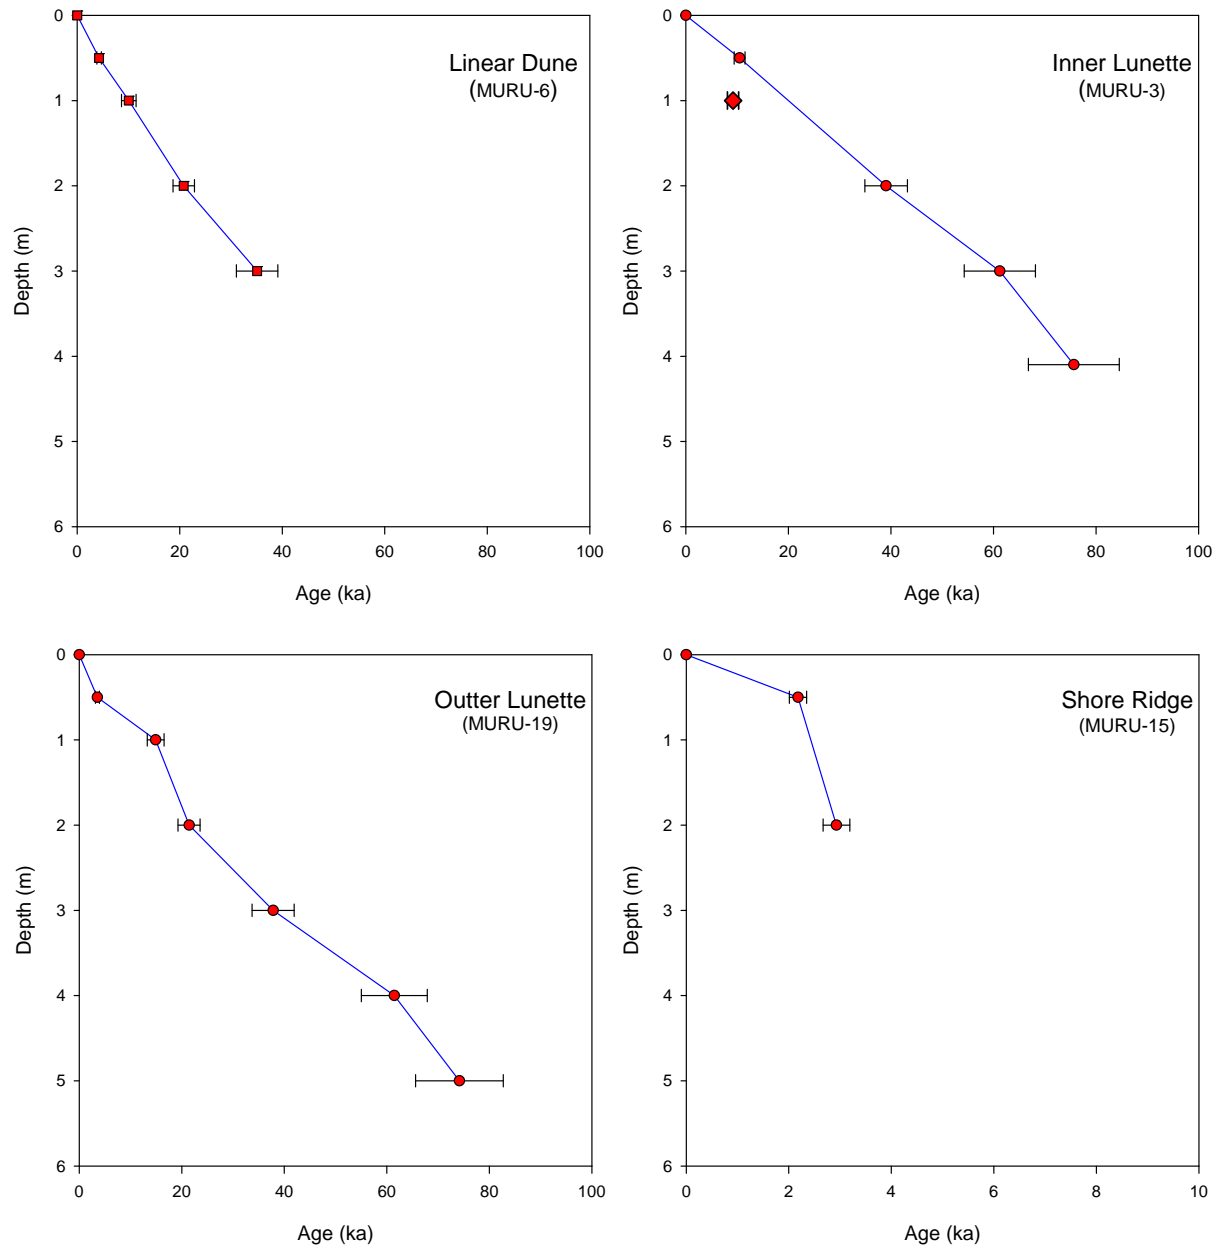 0
1
2
3
4
5
6
Depth (m)
Linear Dune
(MURU-6)
0 20 40 60 80 100
Age (ka)
0
1
2
3
4
5
6
Depth (m)
Inner Lunette
(MURU-3)
0 20 40 60 80 100
Age (ka)
0
1
2
3
4
5
6
Depth (m)
Outter Lunette
(MURU-19)
0 20 40 60 80 100
Age (ka)
0
1
2
3
4
5
6
Depth (m)
Shore Ridge
(MURU-15)
0 2 4 6 8 10
Age (ka)